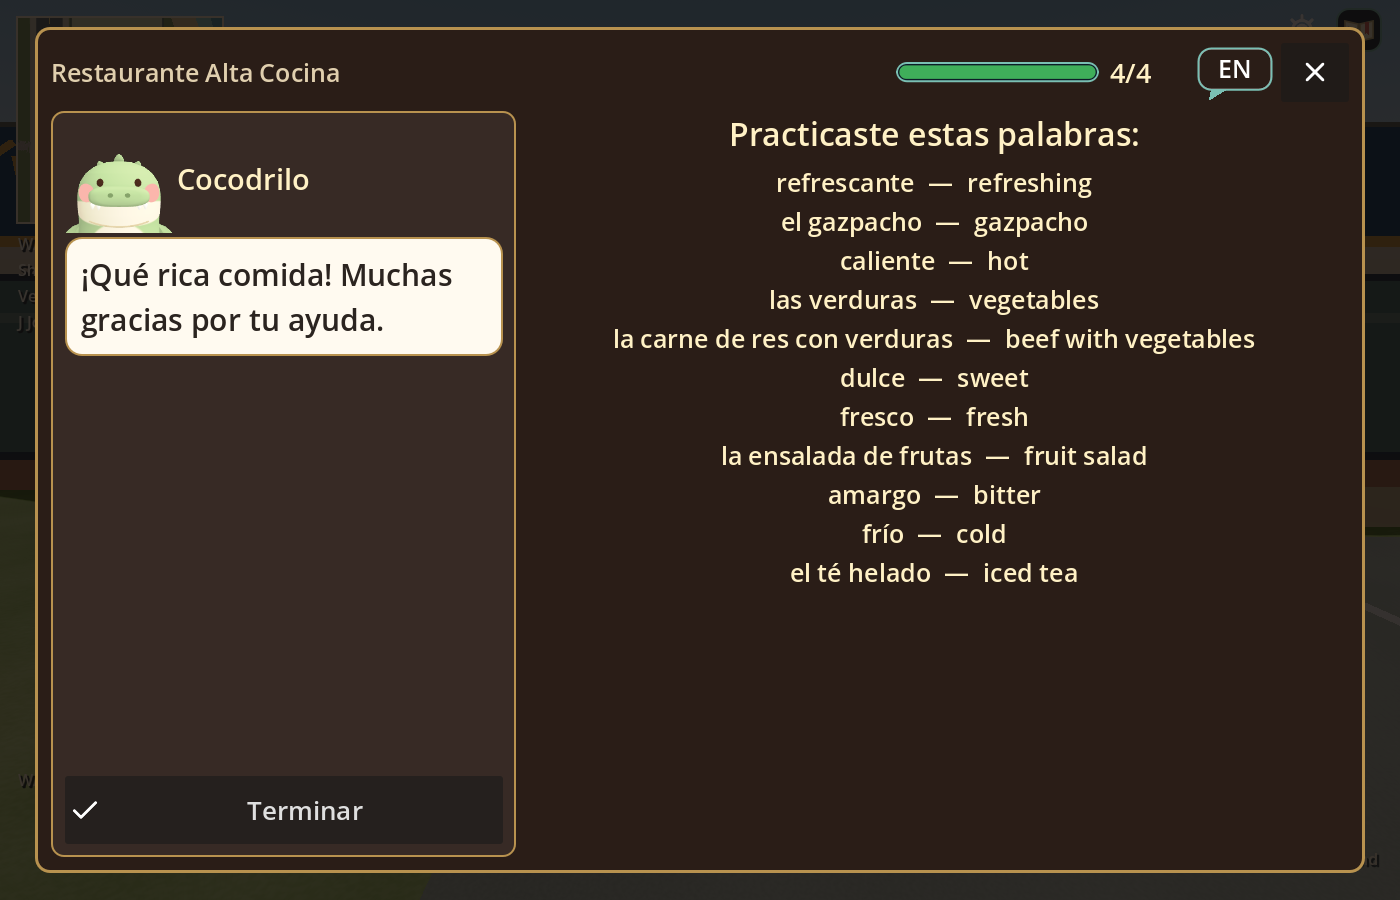 Restaurante Alta Cocina
4/4
EN
Cocodrilo
¡Qué rica comida! Muchas
gracias por tu ayuda.
Terminar
Practicaste estas palabras:
refrescante — refreshing
el gazpacho — gazpacho
caliente — hot
las verduras — vegetables
la carne de res con verduras — beef with vegetables
dulce — sweet
fresco — fresh
la ensalada de frutas — fruit salad
amargo — bitter
frío — cold
el té helado — iced tea